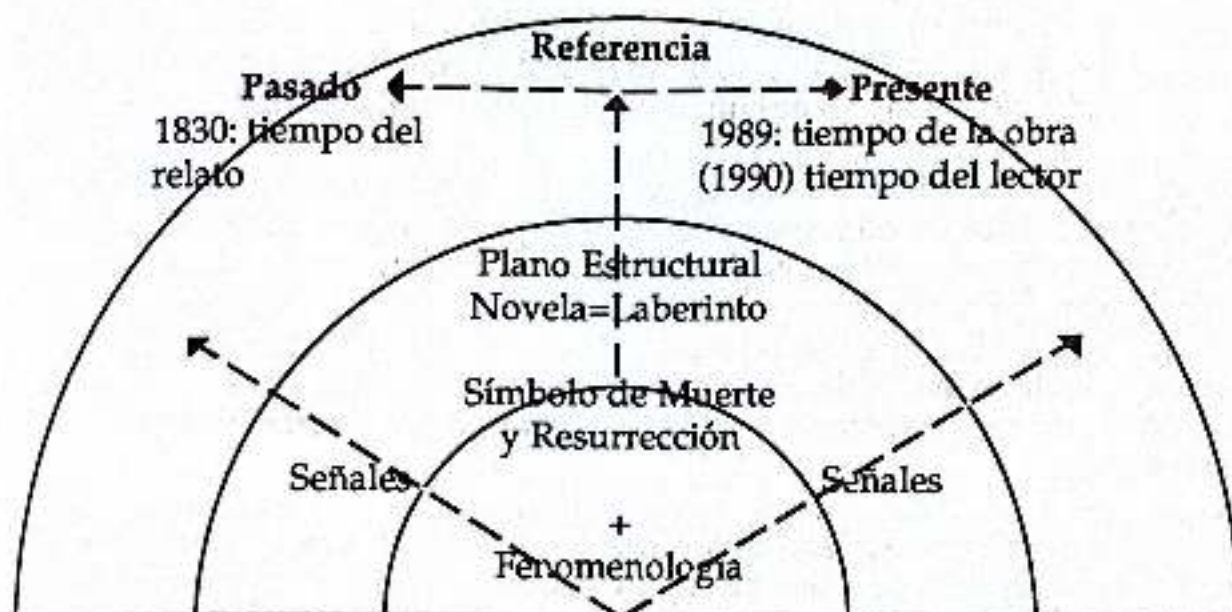 Referencia
Pasado
Presente
1830: tiempo del
relato
1989: tiempo de la obra
(1990) tiempo del lector
Plano Estructural
Novela=Laberinto
Símbolo de Muerte
y Resurrección
Señales
Señales
+
Fenomenología